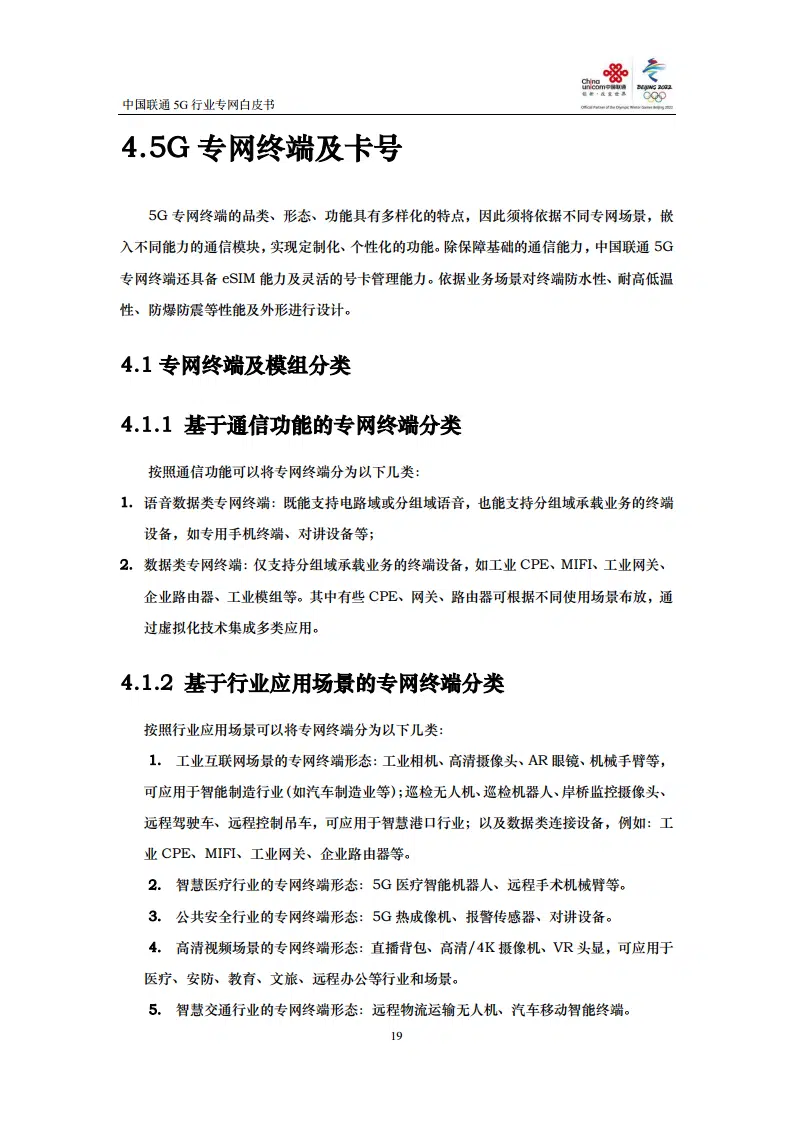 China
unicom中国联通
创新·改变世界
BEIJING 2022
Official Partner of the Olympic Winter Games Beijing 2022
中国联通 5G 行业专网白皮书
4.5G 专网终端及卡号
5G 专网终端的品类、形态、功能具有多样化的特点，因此须将依据不同专网场景，嵌
入不同能力的通信模块，实现定制化、个性化的功能。除保障基础的通信能力，中国联通 5G
专网终端还具备 eSIM 能力及灵活的号卡管理能力。依据业务场景对终端防水性、耐高低温
性、防爆防震等性能及外形进行设计。
4.1 专网终端及模组分类
4.1.1 基于通信功能的专网终端分类
按照通信功能可以将专网终端分为以下几类：
1. 语音数据类专网终端：既能支持电路域或分组域语音，也能支持分组域承载业务的终端
设备，如专用手机终端、对讲设备等；
2. 数据类专网终端：仅支持分组域承载业务的终端设备，如工业 CPE、MIFI、工业网关、
企业路由器、工业模组等。其中有些 CPE、网关、路由器可根据不同使用场景布放，通
过虚拟化技术集成多类应用。
4.1.2 基于行业应用场景的专网终端分类
按照行业应用场景可以将专网终端分为以下几类：
1. 工业互联网场景的专网终端形态：工业相机、高清摄像头、AR 眼镜、机械手臂等，
可应用于智能制造行业（如汽车制造业等）；巡检无人机、巡检机器人、岸桥监控摄像头、
远程驾驶车、远程控制吊车，可应用于智慧港口行业；以及数据类连接设备，例如：工
业 CPE、MIFI、工业网关、企业路由器等。
2. 智慧医疗行业的专网终端形态：5G 医疗智能机器人、远程手术机械臂等。
3. 公共安全行业的专网终端形态：5G 热成像机、报警传感器、对讲设备。
4. 高清视频场景的专网终端形态：直播背包、高清/4K 摄像机、VR 头显，可应用于
医疗、安防、教育、文旅、远程办公等行业和场景。
5. 智慧交通行业的专网终端形态：远程物流运输无人机、汽车移动智能终端。
19